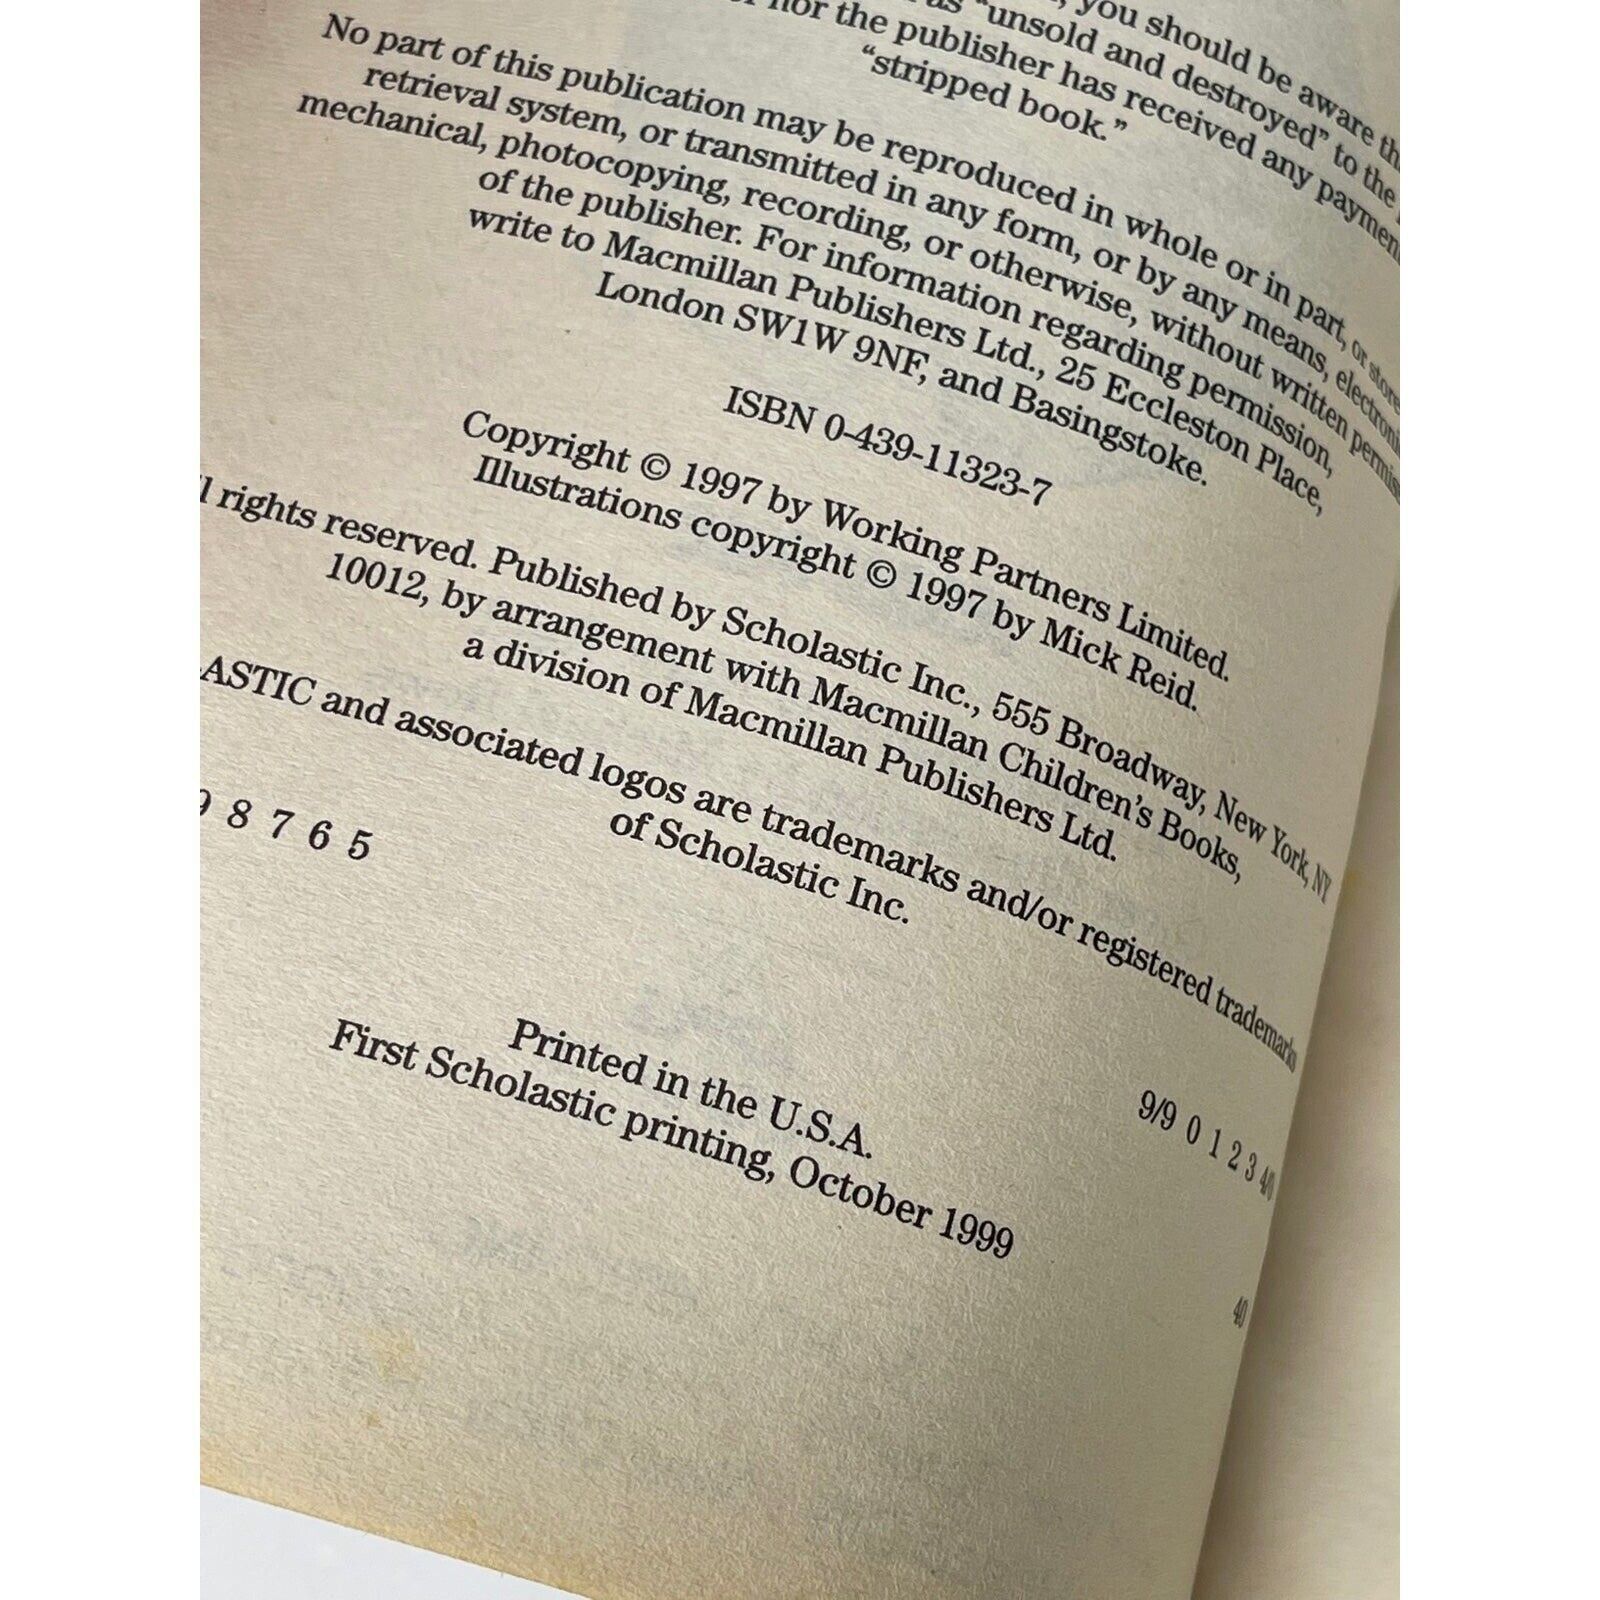 you should be aware
as "unsold and destroyed" to the
nor the publisher has received any
"stripped book."
No part of this publication may be reproduced in whole or in part, or
retrieval system, or transmitted in any form, or by any means,
mechanical, photocopying, recording, or otherwise, without written
of the publisher. For information regarding permission,
write to Macmillan Publishers Ltd., 25 Eccleston Place,
London SW1W 9NF, and Basingstoke.
ISBN 0-439-11323-7
Copyright © 1997 by Working Partners Limited.
Illustrations copyright © 1997 by Mick Reid.
rights reserved. Published by Scholastic Inc., 555 Broadway, New York, NY
10012, by arrangement with Macmillan Children's Books,
a division of Macmillan Publishers Ltd.
ASTIC and associated logos are trademarks and/or registered trademarks
of Scholastic Inc.
8 7 6 5
9/9 0 1 2 3 4/0
Printed in the U.S.A.
40
First Scholastic printing, October 1999